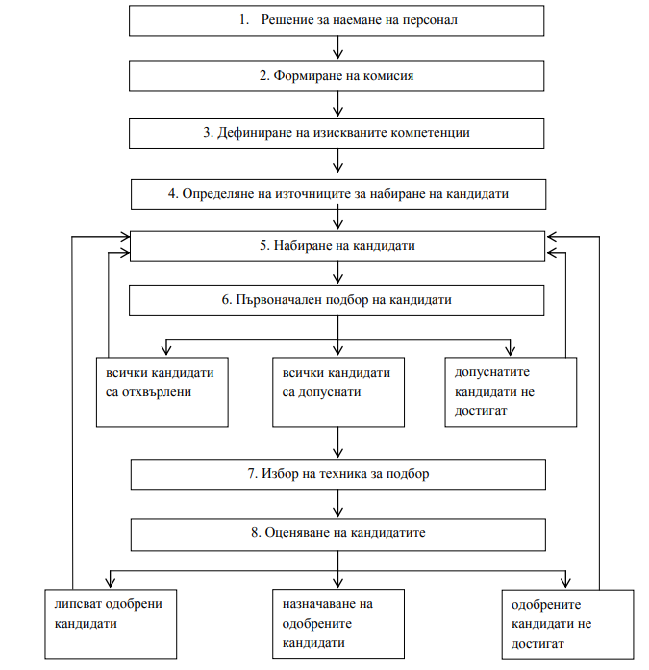 1. Решение за наемане на персонал
2. Формиране на комисия
3. Дефиниране на изискваните компетенции
4. Определяне на източниците за набиране на кандидати
5. Набиране на кандидати
6. Първоначален подбор на кандидати
всички кандидати
са отхвърлени
всички кандидати
са допуснати
допуснатите
кандидати не
достигат
7. Избор на техника за подбор
8. Оценяване на кандидатите
липсват одобрени
кандидати
назначаване на
одобрените
кандидати
одобрените
кандидати не
достигат